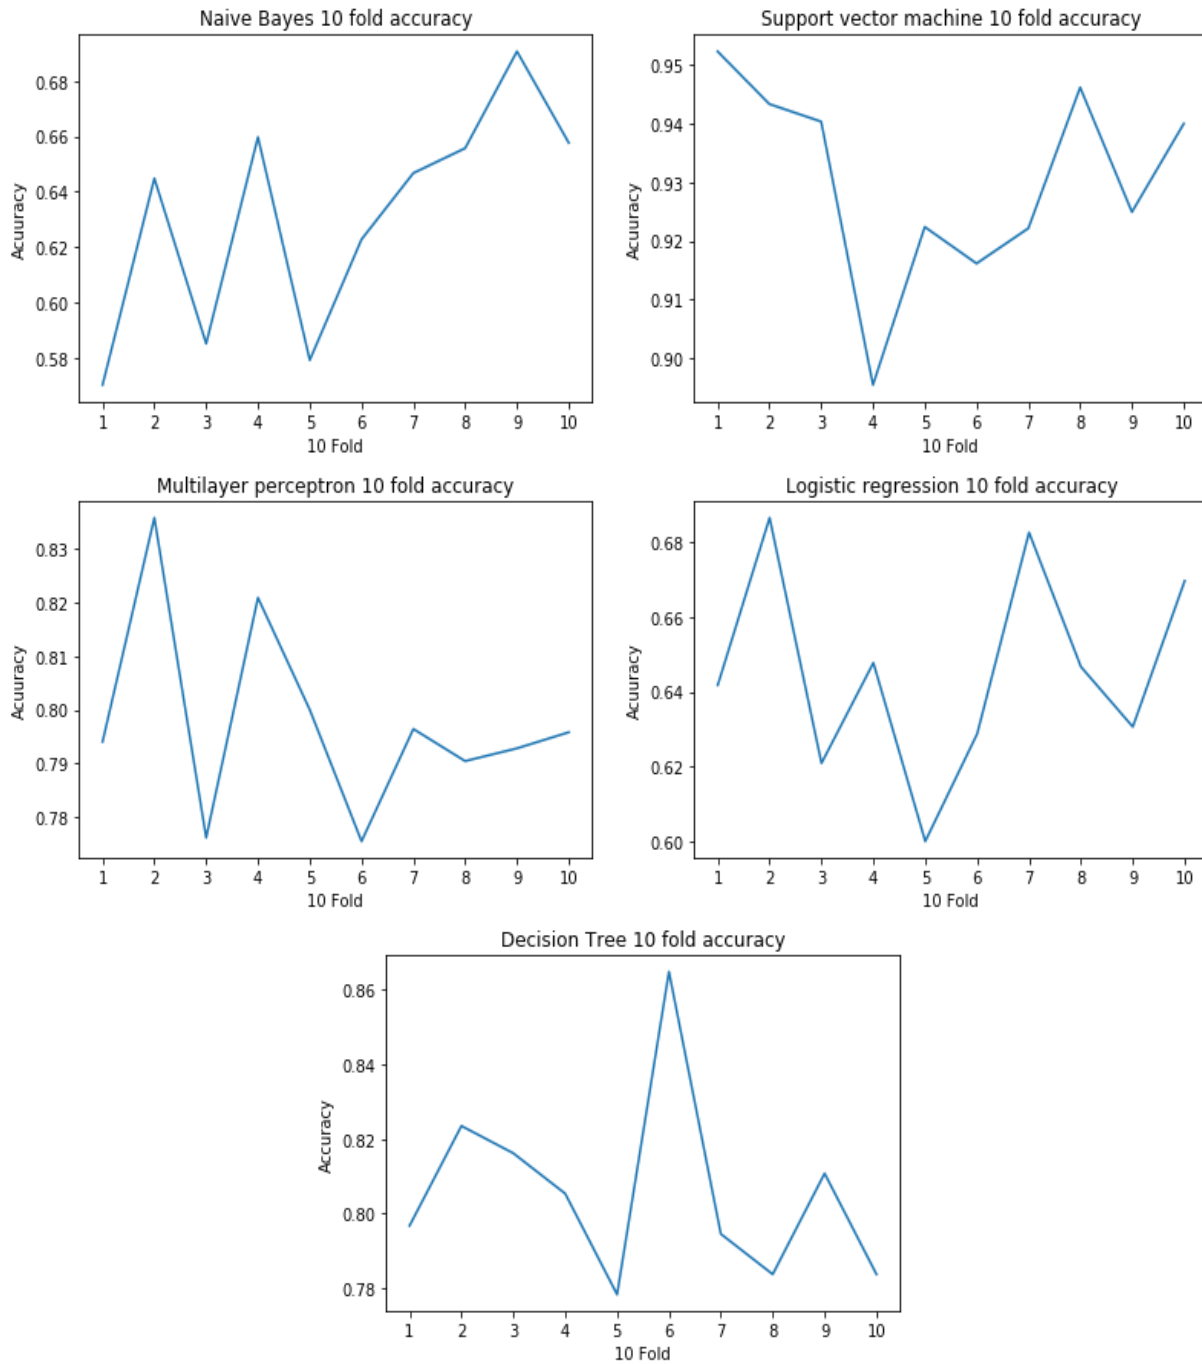 Naive Bayes 10 fold accuracy
0.68
0.66
0.64
0.62
0.60
0.58
Acuuracy
1 2 3 4 5 6 7 8 9 10
10 Fold
Support vector machine 10 fold accuracy
0.95
0.94
0.93
0.92
0.91
0.90
Acuuracy
1 2 3 4 5 6 7 8 9 10
10 Fold
Multilayer perceptron 10 fold accuracy
0.83
0.82
0.81
0.80
0.79
0.78
Acuuracy
1 2 3 4 5 6 7 8 9 10
10 Fold
Logistic regression 10 fold accuracy
0.68
0.66
0.64
0.62
0.60
Acuuracy
1 2 3 4 5 6 7 8 9 10
10 Fold
Decision Tree 10 fold accuracy
0.86
0.84
0.82
0.80
0.78
Accuracy
1 2 3 4 5 6 7 8 9 10
10 Fold